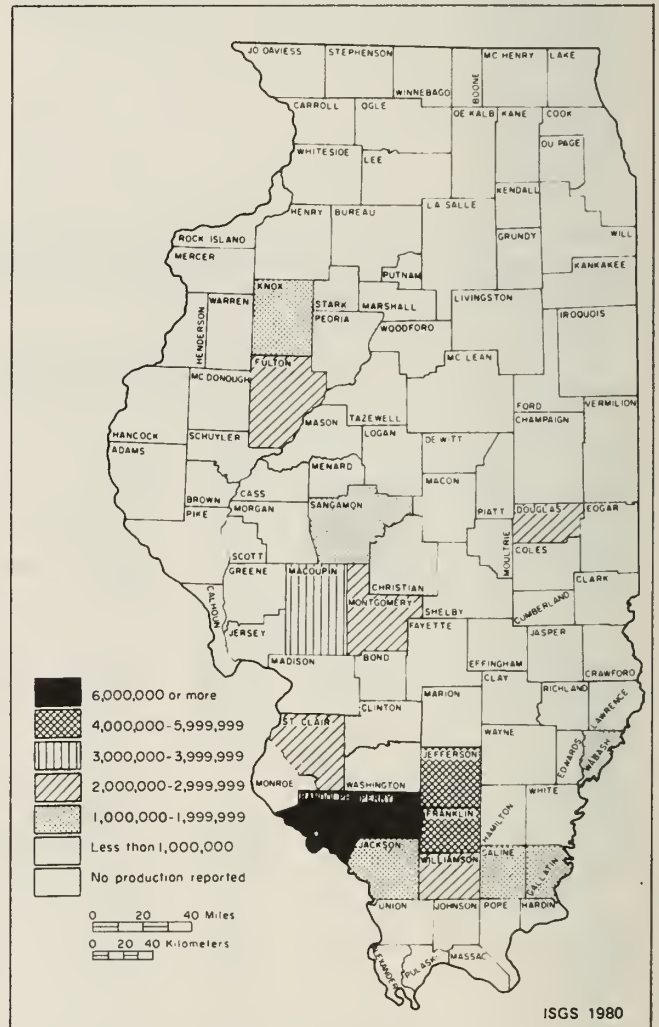 JO DAVIESS STEPHENSON MC HENRY LAKE
WINNEBAGO BOONE
CARROLL OGLE DE KALB KANE COOK
DU PAGE
WHITESIDE LEE
KENDALL
HENRY BUREAU LA SALLE
ROCK ISLAND GRUNDY WILL
MERCER
PUTNAM KANKAKEE
KNOX
WARREN STARK MARSHALL LIVINGSTON
HENDERSON PEORIA WOODFORD IROQUOIS
FULTON MC LEAN
MC DONOUGH
FORD VERMILION
HANCOCK SCHUYLER MASON TAZEWELL CHAMPAIGN
ADAMS LOGAN DE WITT
MENARD
BROWN CASS MACON
PIKE MORGAN SANGAMON PIATT DOUGLAS EDGAR
SCOTT MOULTRIE COLES
GREENE MACOUPIN CHRISTIAN CLARK
CALHOUN MONTGOMERY SHELBY CUMBERLAND
JERSEY FAYETTE JASPER
MADISON BOND EFFINGHAM CRAWFORD
CLAY
MARION RICHLAND LAWRENCE
CLINTON
ST CLAIR WAYNE
JEFFERSON EDWARDS WABASH
MONROE WASHINGTON WHITE
RANDOLPH PERRY
FRANKLIN HAMILTON
JACKSON
WILLIAMSON SALINE GALLATIN
UNION JOHNSON POPE HARDIN
ALEXANDER PULASKI MASSAC
6,000,000 or more
4,000,000-5,999,999
3,000,000-3,999,999
2,000,000-2,999,999
1,000,000-1,999,999
Less than 1,000,000
No production reported
0 20 40 Miles
0 20 40 Kilometers
ISGS 1980